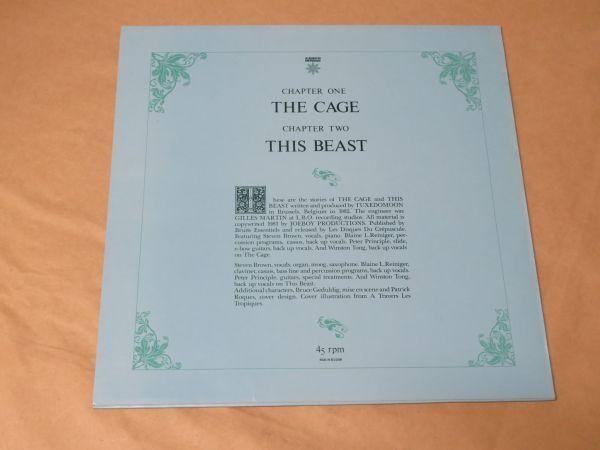 CHAPTER ONE
THE CAGE
CHAPTER TWO
THIS BEAST
These are the stories of THE CAGE and THIS
BEAST written and produced by TUXEDOMOON
in Brussels, Belgium in 1982. The engineer was
GILLES MARTIN at L.B.O. recording studios. All material is
copyrighted 1983 by JOEBOY PRODUCTIONS. Published by
Bruits Essentiels and released by Les Disques Du Crépuscule.
Featuring Steven Brown, vocals, piano. Blaine L.Reininger, per-
cussion programs, casios, back up vocals. Peter Principle, slide,
e-bow guitars, back up vocals. And Winston Tong, back up vocals
on The Cage.
Steven Brown, vocals, organ, moog, saxophone. Blaine L.Reininger,
clavinet, casios, bass line and percussion programs, back up vocals.
Peter Principle, guitars, special treatments. And Winston Tong,
back up vocals on This Beast.
Additional characters, Bruce Geduldig, mise en scene and Patrick
Roques, cover design. Cover illustration from A Travers Les
Tropiques
45 rpm